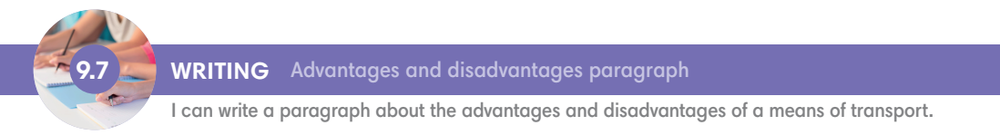 9.7 WRITING Advantages and disadvantages paragraph
I can write a paragraph about the advantages and disadvantages of a means of transport.